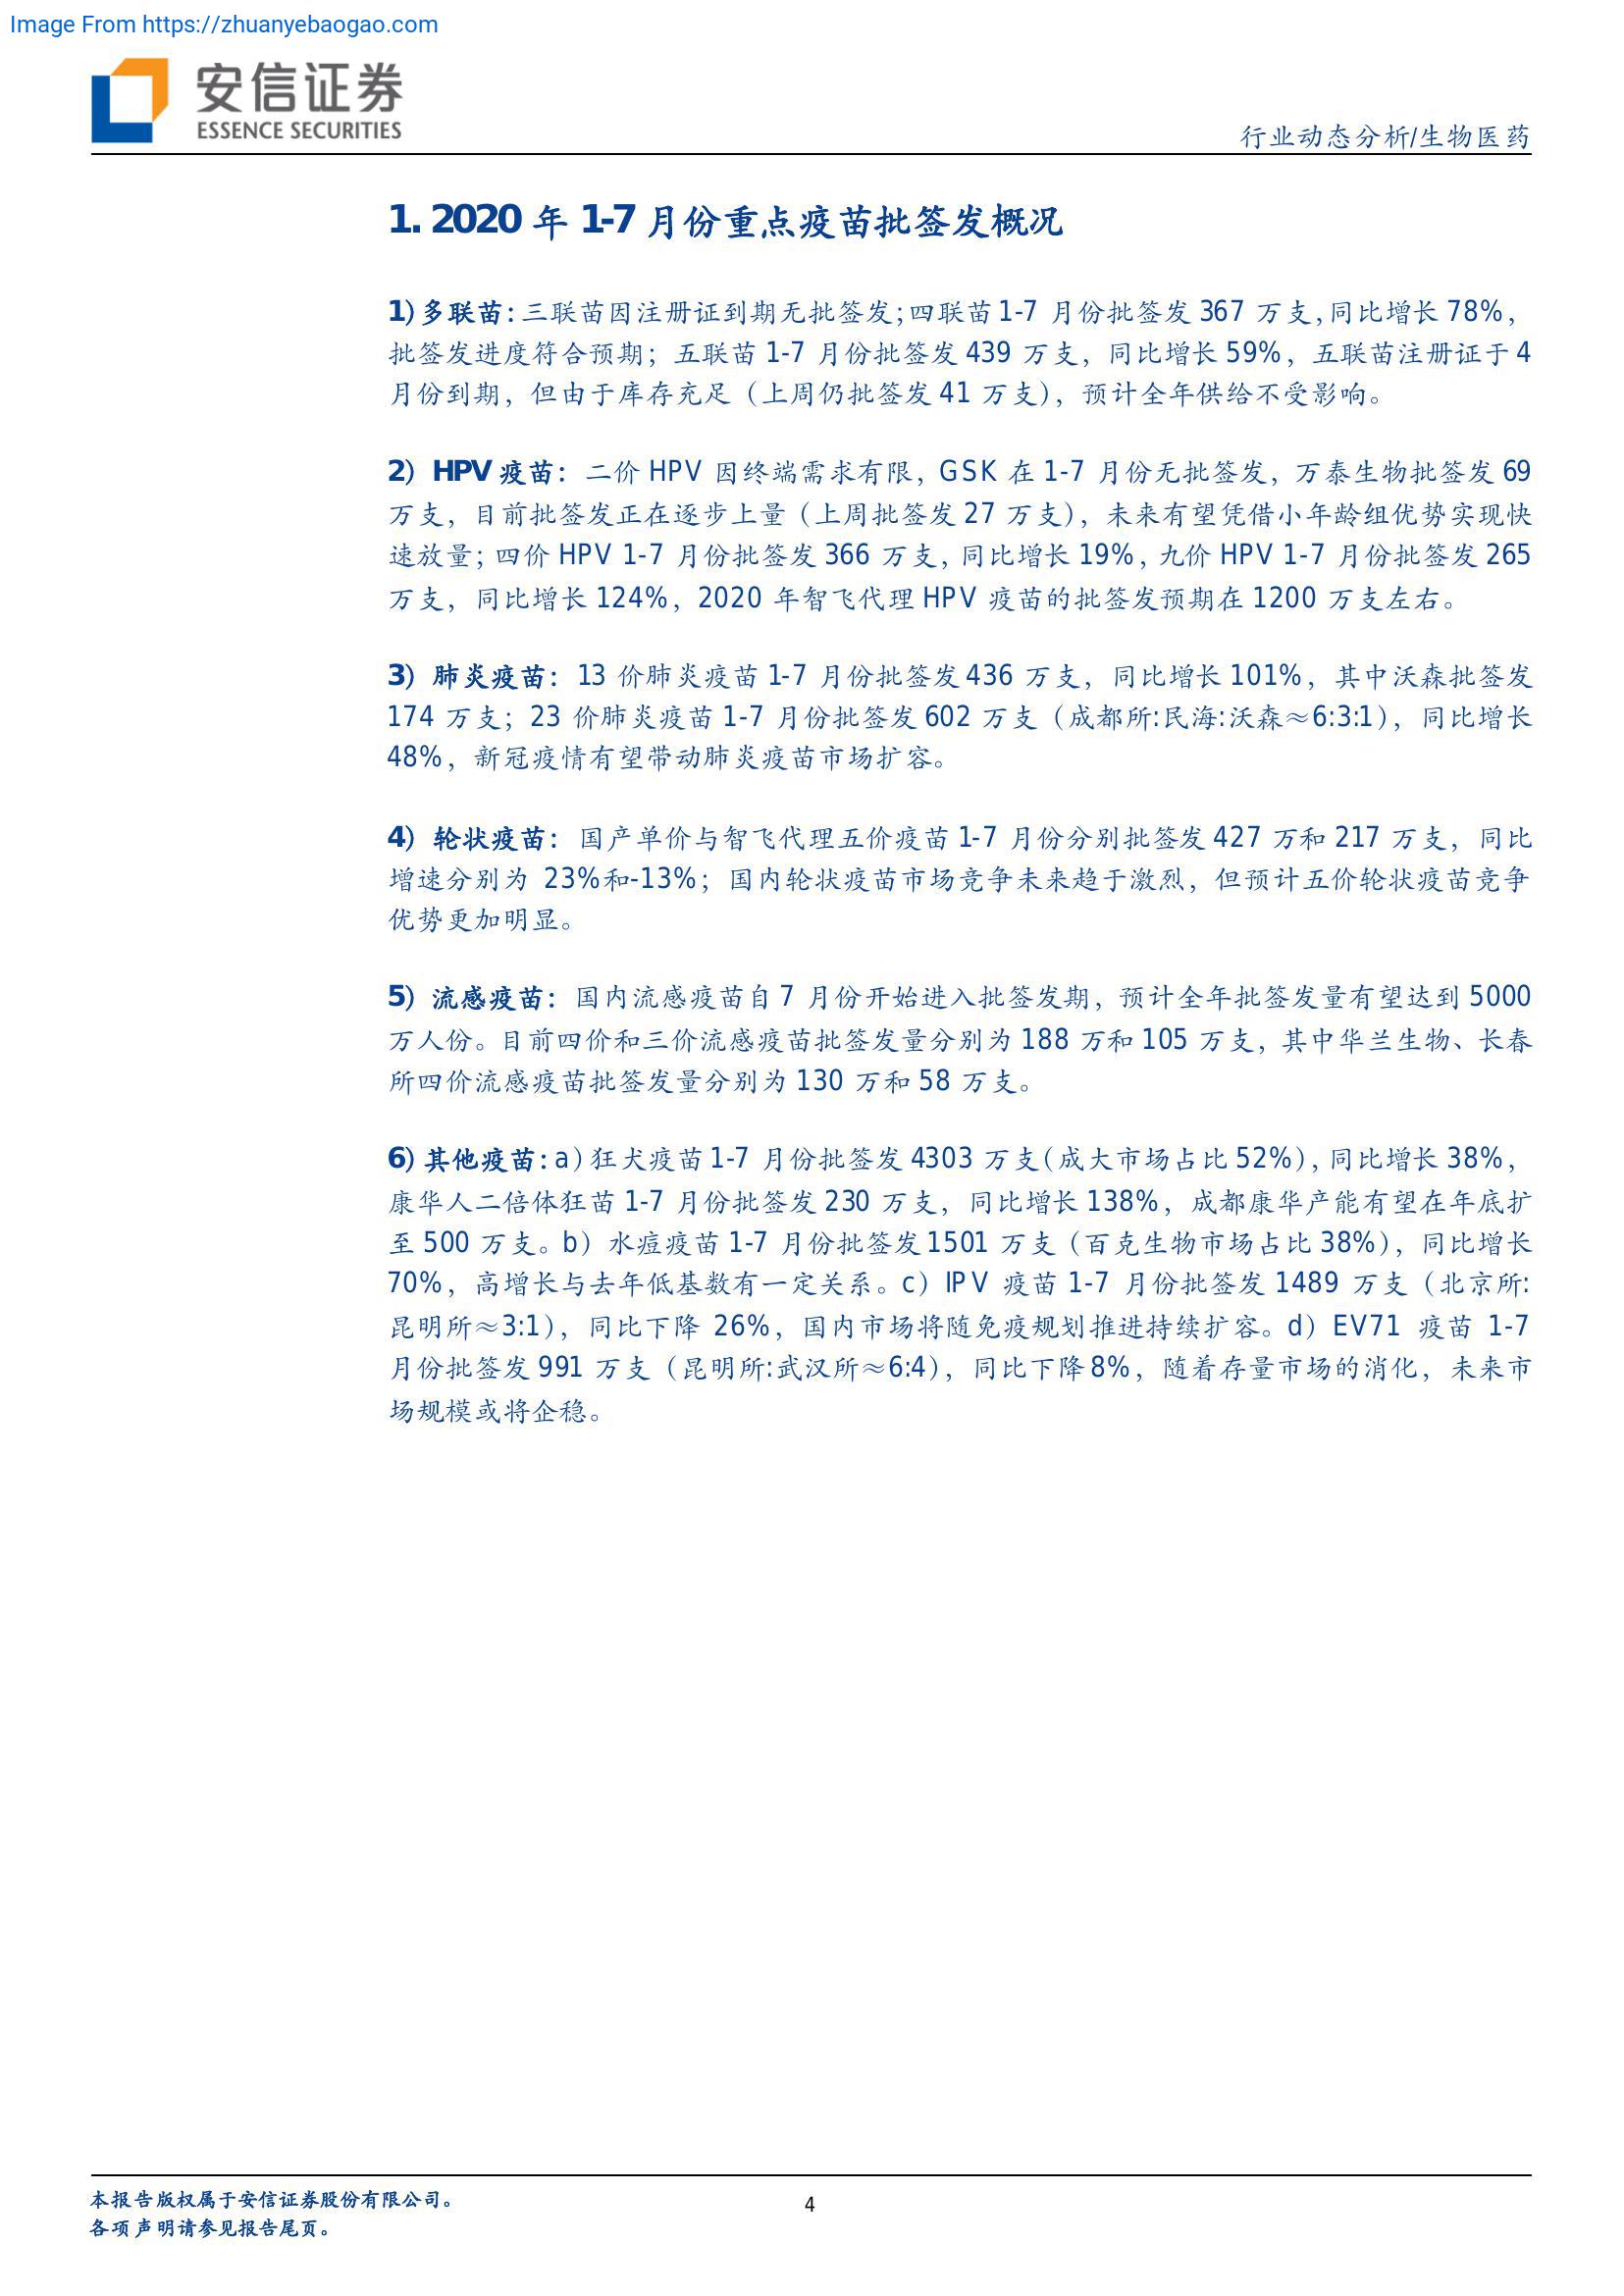 Image From https://zhuanyebaogao.com
安信证券
ESSENCE SECURITIES
行业动态分析/生物医药
1. 2020 年 1-7 月份重点疫苗批签发概况
1)多联苗:三联苗因注册证到期无批签发;四联苗 1-7 月份批签发 367 万支,同比增长 78%，
批签发进度符合预期；五联苗 1-7 月份批签发 439 万支，同比增长 59%，五联苗注册证于 4
月份到期，但由于库存充足（上周仍批签发 41 万支），预计全年供给不受影响。
2）HPV 疫苗：二价 HPV 因终端需求有限，GSK 在 1-7 月份无批签发，万泰生物批签发 69
万支，目前批签发正在逐步上量（上周批签发 27 万支），未来有望凭借小年龄组优势实现快
速放量；四价 HPV 1-7 月份批签发 366 万支，同比增长 19%，九价 HPV 1-7 月份批签发 265
万支，同比增长 124%，2020 年智飞代理 HPV 疫苗的批签发预期在 1200 万支左右。
3）肺炎疫苗：13 价肺炎疫苗 1-7 月份批签发 436 万支，同比增长 101%，其中沃森批签发
174 万支；23 价肺炎疫苗 1-7 月份批签发 602 万支（成都所:民海:沃森≈6:3:1），同比增长
48%，新冠疫情有望带动肺炎疫苗市场扩容。
4）轮状疫苗：国产单价与智飞代理五价疫苗 1-7 月份分别批签发 427 万和 217 万支，同比
增速分别为 23%和-13%；国内轮状疫苗市场竞争未来趋于激烈，但预计五价轮状疫苗竞争
优势更加明显。
5）流感疫苗：国内流感疫苗自 7 月份开始进入批签发期，预计全年批签发量有望达到 5000
万人份。目前四价和三价流感疫苗批签发量分别为 188 万和 105 万支，其中华兰生物、长春
所四价流感疫苗批签发量分别为 130 万和 58 万支。
6)其他疫苗:a)狂犬疫苗 1-7 月份批签发 4303 万支(成大市场占比 52%),同比增长 38%，
康华人二倍体狂苗 1-7 月份批签发 230 万支，同比增长 138%，成都康华产能有望在年底扩
至 500 万支。b）水痘疫苗 1-7 月份批签发 1501 万支（百克生物市场占比 38%），同比增长
70%，高增长与去年低基数有一定关系。c）IPV 疫苗 1-7 月份批签发 1489 万支（北京所:
昆明所≈3:1），同比下降 26%，国内市场将随免疫规划推进持续扩容。d）EV71 疫苗 1-7
月份批签发 991 万支（昆明所:武汉所≈6:4），同比下降 8%，随着存量市场的消化，未来市
场规模或将企稳。
本报告版权属于安信证券股份有限公司。
4
各项声明请参见报告尾页。